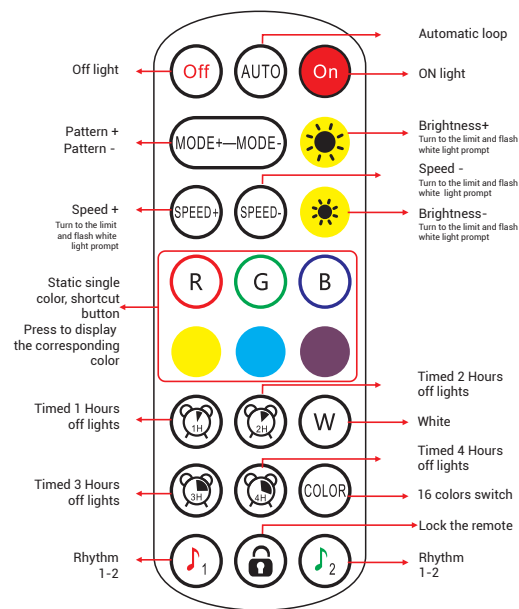 Automatic loop
Off light
Off
AUTO
On
ON light
Pattern +
Pattern -
MODE+—MODE-
Brightness+
Turn to the limit and flash
white light prompt
Speed -
Turn to the limit and flash
white light prompt
Speed +
Turn to the limit
and flash white
light prompt
SPEED+
SPEED-
Brightness-
Turn to the limit and flash
white light prompt
Static single
color, shortcut
button
Press to display
the corresponding
color
R
G
B
Timed 2 Hours
off lights
Timed 1 Hours
off lights
1H
2H
W
White
Timed 4 Hours
off lights
Timed 3 Hours
off lights
3H
4H
COLOR
16 colors switch
Lock the remote
Rhythm
1-2
1
2
Rhythm
1-2